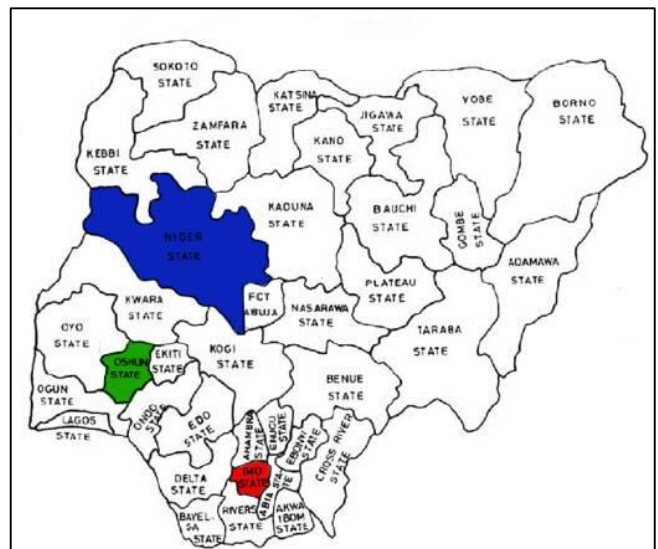 SOKOTO
STATE
KATSINA
STATE
JIGAWA
STATE
YOBE
STATE
BORNO
STATE
ZAMFARA
STATE
KANO
STATE
KEBBI
STATE
KADUNA
STATE
BAUCHI
STATE
GOMBE
STATE
ADAMAWA
STATE
NIGER
STATE
PLATEAU
STATE
KWARA
STATE
FCT
ABUJA
NASARAWA
STATE
TARABA
STATE
OYO
STATE
OSHUN
STATE
EKITI
STATE
KOGI
STATE
BENUE
STATE
OGUN
STATE
LAGOS
STATE
ONDO
STATE
EDO
STATE
ANAMBRA
STATE
ENUGU
STATE
EBONYI
STATE
CROSS RIVER
STATE
DELTA
STATE
IMO
STATE
ABIA
STA-
TE
BAYEL-
SA
STATE
RIVERS
STATE
AKWA
IBOM
STATE